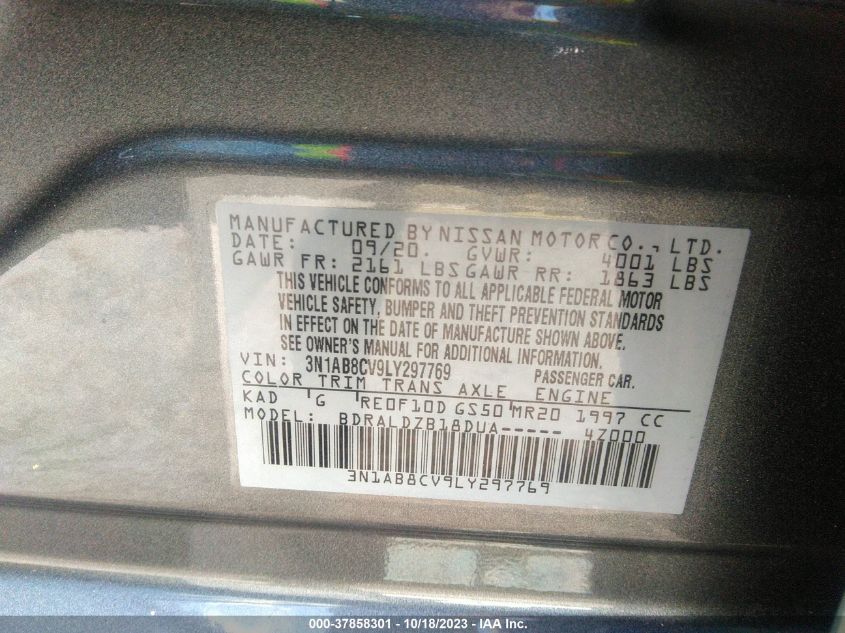 MANUFACTURED BY NISSAN MOTOR CO., LTD.
DATE: 09/20. GVWR: 4001 LBS
GAWR FR: 2161 LBS GAWR RR: 1863 LBS
THIS VEHICLE CONFORMS TO ALL APPLICABLE FEDERAL MOTOR
VEHICLE SAFETY, BUMPER AND THEFT PREVENTION STANDARDS
IN EFFECT ON THE DATE OF MANUFACTURE SHOWN ABOVE.
SEE OWNER'S MANUAL FOR ADDITIONAL INFORMATION.
VIN: 3N1AB8CV9LY297769 PASSENGER CAR.
COLOR TRIM TRANS AXLE ENGINE
KAD G RE0F10D GS50 MR20 1997 CC
MODEL: BDRALDZB18DUA----- 4Z000
3N1AB8CV9LY297769
000-37858301 - 10/18/2023 - IAA Inc.